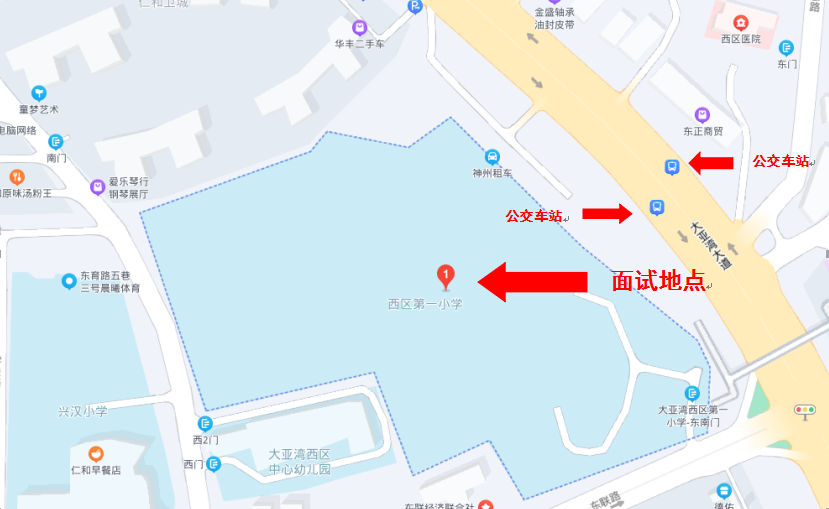 仁和卫城
金盛轴承
油封皮带
西区医院
华丰二手车
东门
童梦艺术
电脑网络
南门
东正商贸
爱乐琴行
钢琴展厅
神州租车
公交车站
公交车站
原味汤粉王
大亚湾大道
东育路五巷
三号晨曦体育
1
面试地点
西区第一小学
兴汉小学
大亚湾西区第一
小学-东南门
西2门
西门
大亚湾西区
中心幼儿园
仁和早餐店
东联经济联合社
东联路
德佑